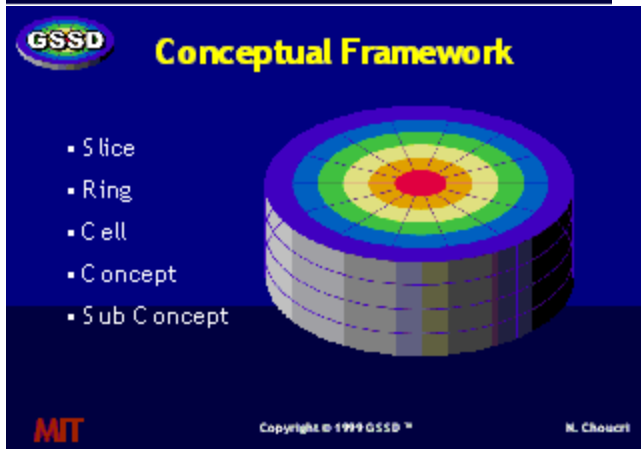 GSSD
Conceptual Framework
▪ Slice
▪ Ring
▪ Cell
▪ Concept
▪ Sub Concept
MIT
Copyright © 1999 GSSD ™
N. Choucri